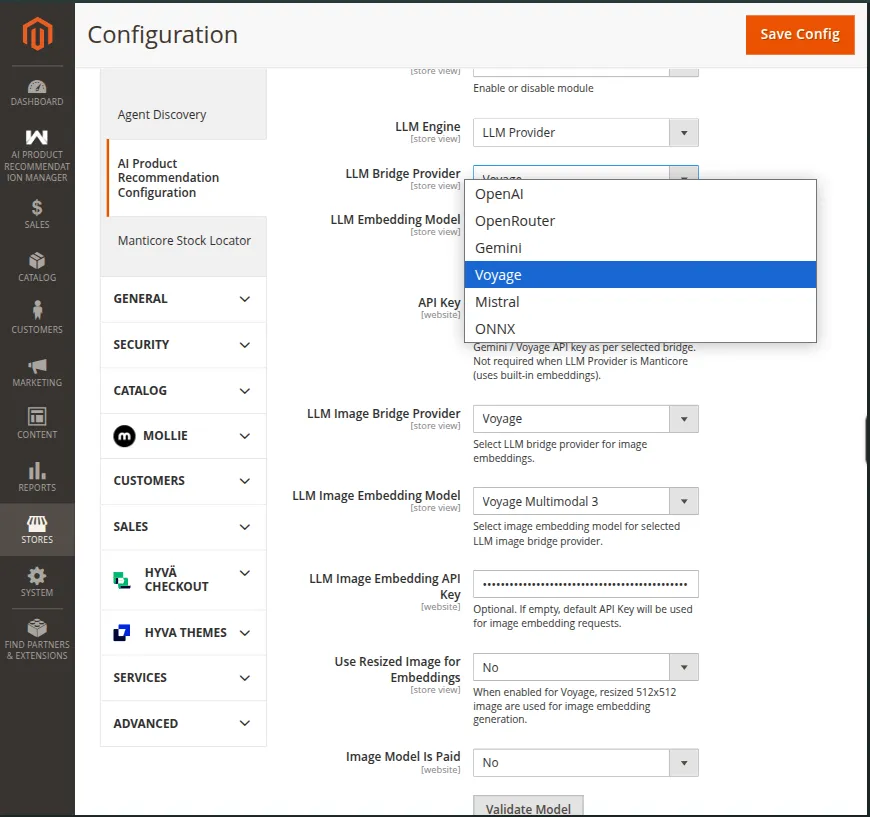 Configuration
Save Config
DASHBOARD
AI PRODUCT
RECOMMENDAT
ION MANAGER
SALES
CATALOG
CUSTOMERS
MARKETING
CONTENT
REPORTS
STORES
SYSTEM
FIND PARTNERS
& EXTENSIONS
Agent Discovery
AI Product
Recommendation
Configuration
Manticore Stock Locator
GENERAL
SECURITY
CATALOG
MOLLIE
CUSTOMERS
SALES
HYVÄ
CHECKOUT
HYVA THEMES
SERVICES
ADVANCED
[store view]
Enable or disable module
LLM Engine
[store view]
LLM Provider
LLM Bridge Provider
[store view]
Voyage
OpenAI
OpenRouter
Gemini
Voyage
Mistral
ONNX
LLM Embedding Model
[store view]
API Key
[website]
Gemini / Voyage API key as per selected bridge.
Not required when LLM Provider is Manticore
(uses built-in embeddings).
LLM Image Bridge Provider
[store view]
Voyage
Select LLM bridge provider for image
embeddings.
LLM Image Embedding Model
[store view]
Voyage Multimodal 3
Select image embedding model for selected
LLM image bridge provider.
LLM Image Embedding API
Key
[website]
Optional. If empty, default API Key will be used
for image embedding requests.
Use Resized Image for
Embeddings
[store view]
No
When enabled for Voyage, resized 512x512
image are used for image embedding
generation.
Image Model Is Paid
[website]
No
Validate Model